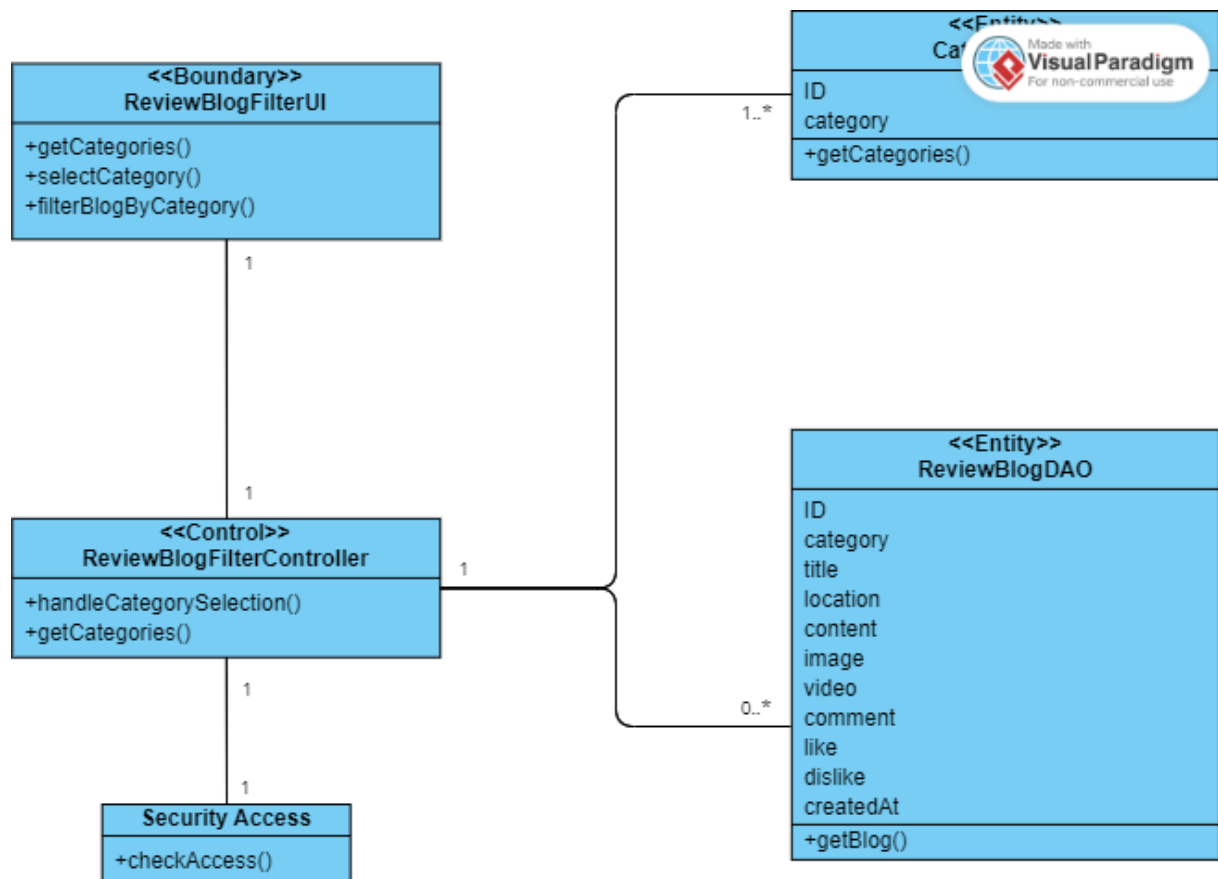 <<Boundary>>
ReviewBlogFilterUI
+getCategories()
+selectCategory()
+filterBlogByCategory()
1
1
<<Control>>
ReviewBlogFilterController
+handleCategorySelection()
+getCategories()
1
1
1
Security Access
+checkAccess()
<<Entity>>
Made with
Visual Paradigm
For non-commercial use
ID
category
+getCategories()
1..*
<<Entity>>
ReviewBlogDAO
ID
category
title
location
content
image
video
comment
like
dislike
createdAt
+getBlog()
0..*